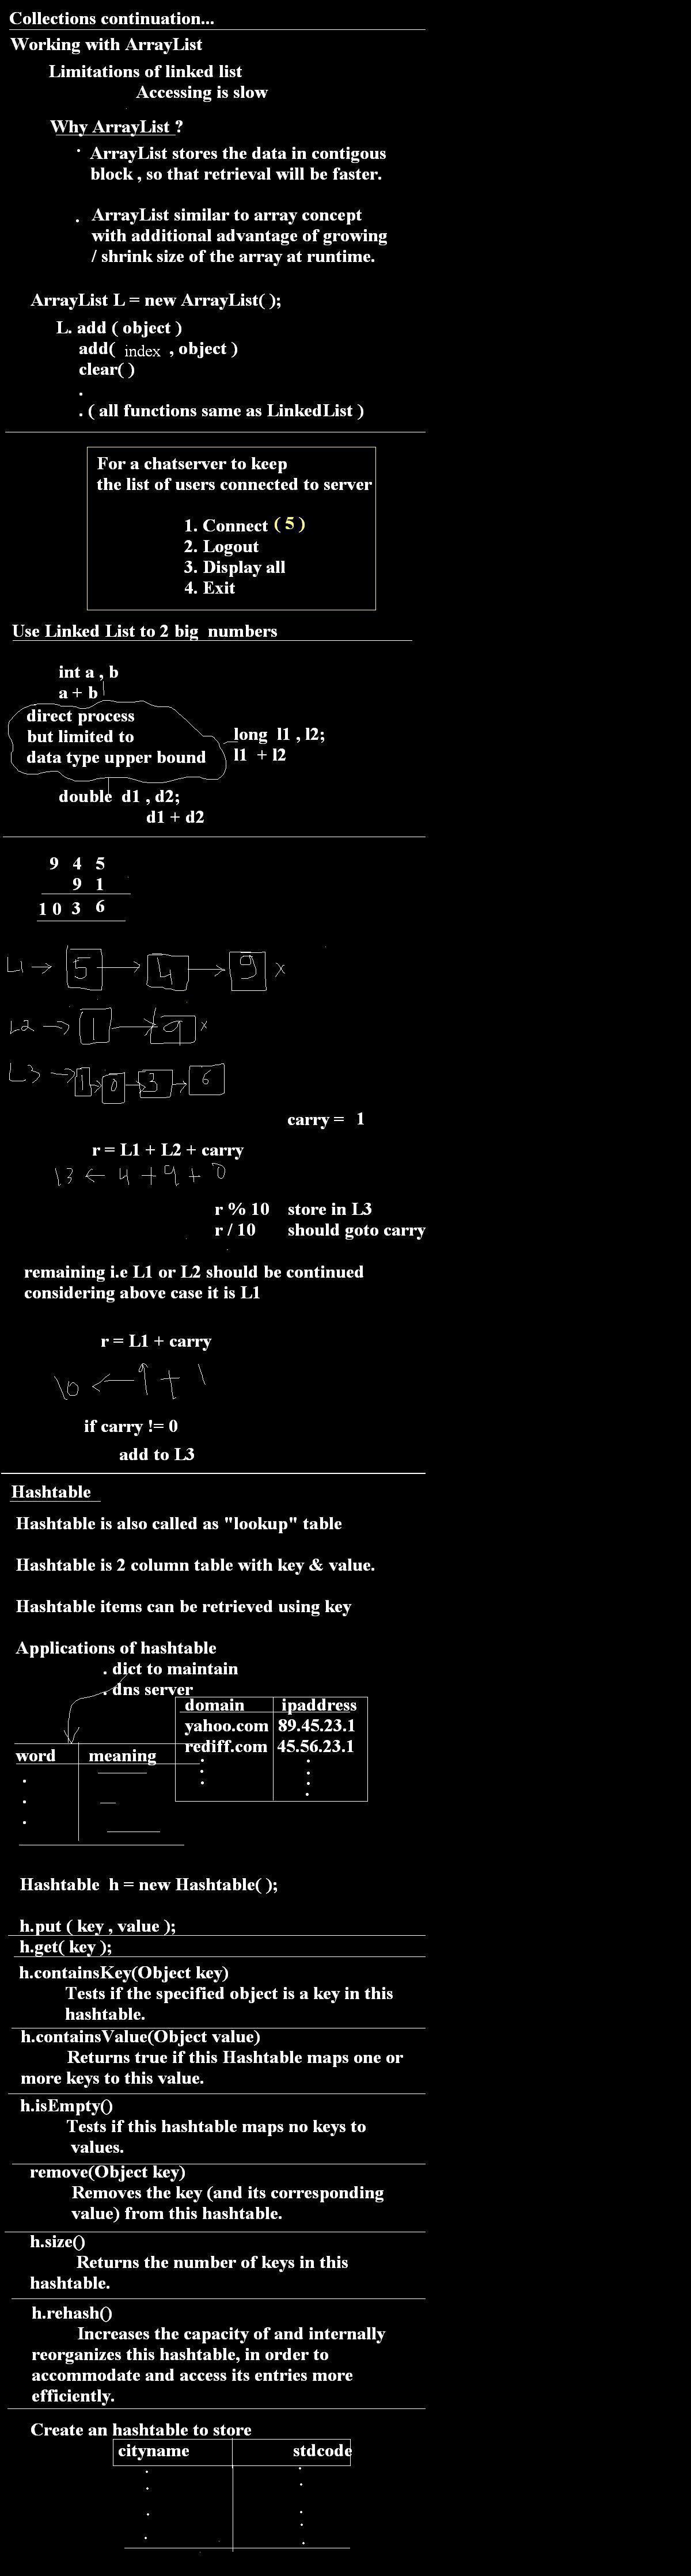 Collections continuation...
Working with ArrayList
Limitations of linked list
Accessing is slow
Why ArrayList ?
. ArrayList stores the data in contigous
block , so that retrieval will be faster.
. ArrayList similar to array concept
with additional advantage of growing
/ shrink size of the array at runtime.
ArrayList L = new ArrayList( );
L. add ( object )
add( index , object )
clear( )
.
. ( all functions same as LinkedList )
For a chatserver to keep
the list of users connected to server
1. Connect ( 5 )
2. Logout
3. Display all
4. Exit
Use Linked List to 2 big numbers
int a , b
a + b
direct process
but limited to
data type upper bound
long l1 , l2;
l1 + l2
double d1 , d2;
d1 + d2
9 4 5
9 1
1 0 3 6
L1 → 5 → 4 → 9 x
L2 → 1 → 9 x
L3 → 1 → 0 → 3 → 6
carry = 1
r = L1 + L2 + carry
13 ← 4 + 9 + 0
r % 10 store in L3
r / 10 should goto carry
remaining i.e L1 or L2 should be continued
considering above case it is L1
r = L1 + carry
10 ← 9 + 1
if carry != 0
add to L3
Hashtable
Hashtable is also called as "lookup" table
Hashtable is 2 column table with key & value.
Hashtable items can be retrieved using key
Applications of hashtable
. dict to maintain
. dns server
domain ipaddress
yahoo.com 89.45.23.1
rediff.com 45.56.23.1
word meaning
Hashtable h = new Hashtable( );
h.put ( key , value );
h.get( key );
h.containsKey(Object key)
Tests if the specified object is a key in this
hashtable.
h.containsValue(Object value)
Returns true if this Hashtable maps one or
more keys to this value.
h.isEmpty()
Tests if this hashtable maps no keys to
values.
remove(Object key)
Removes the key (and its corresponding
value) from this hashtable.
h.size()
Returns the number of keys in this
hashtable.
h.rehash()
Increases the capacity of and internally
reorganizes this hashtable, in order to
accommodate and access its entries more
efficiently.
Create an hashtable to store
cityname stdcode